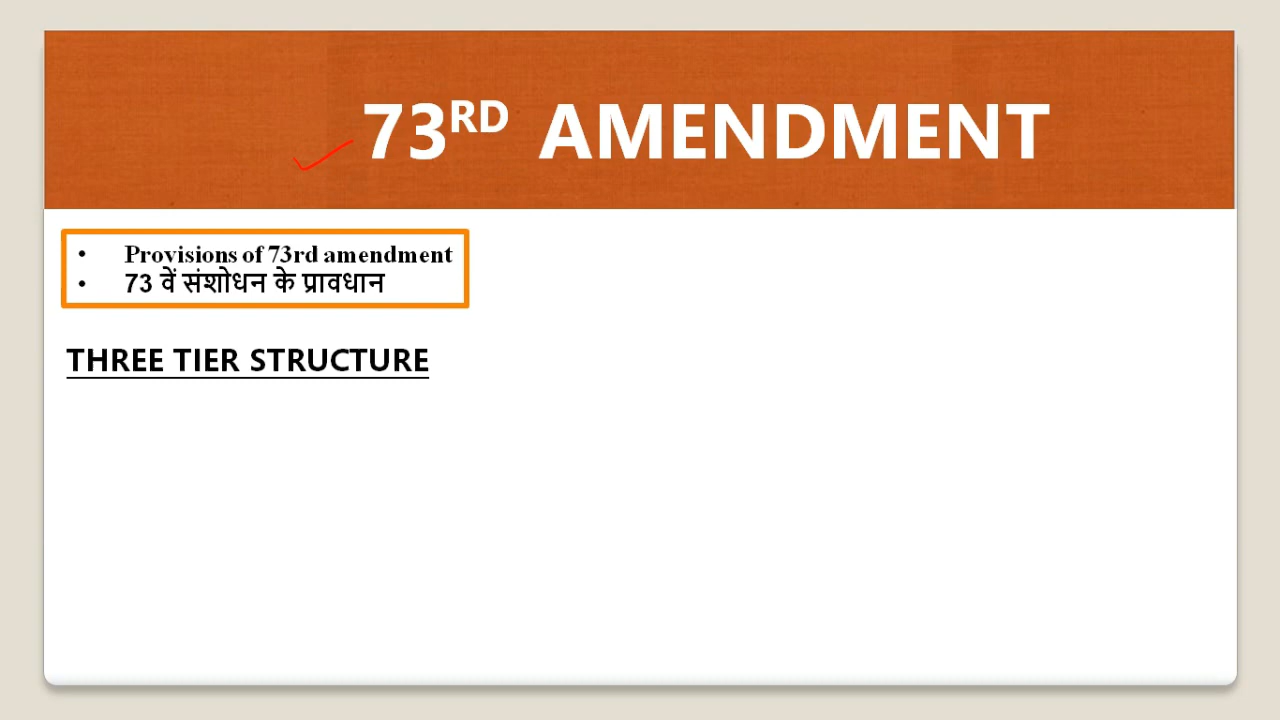 73RD AMENDMENT
• Provisions of 73rd amendment
• 73 वें संशोधन के प्रावधान
THREE TIER STRUCTURE